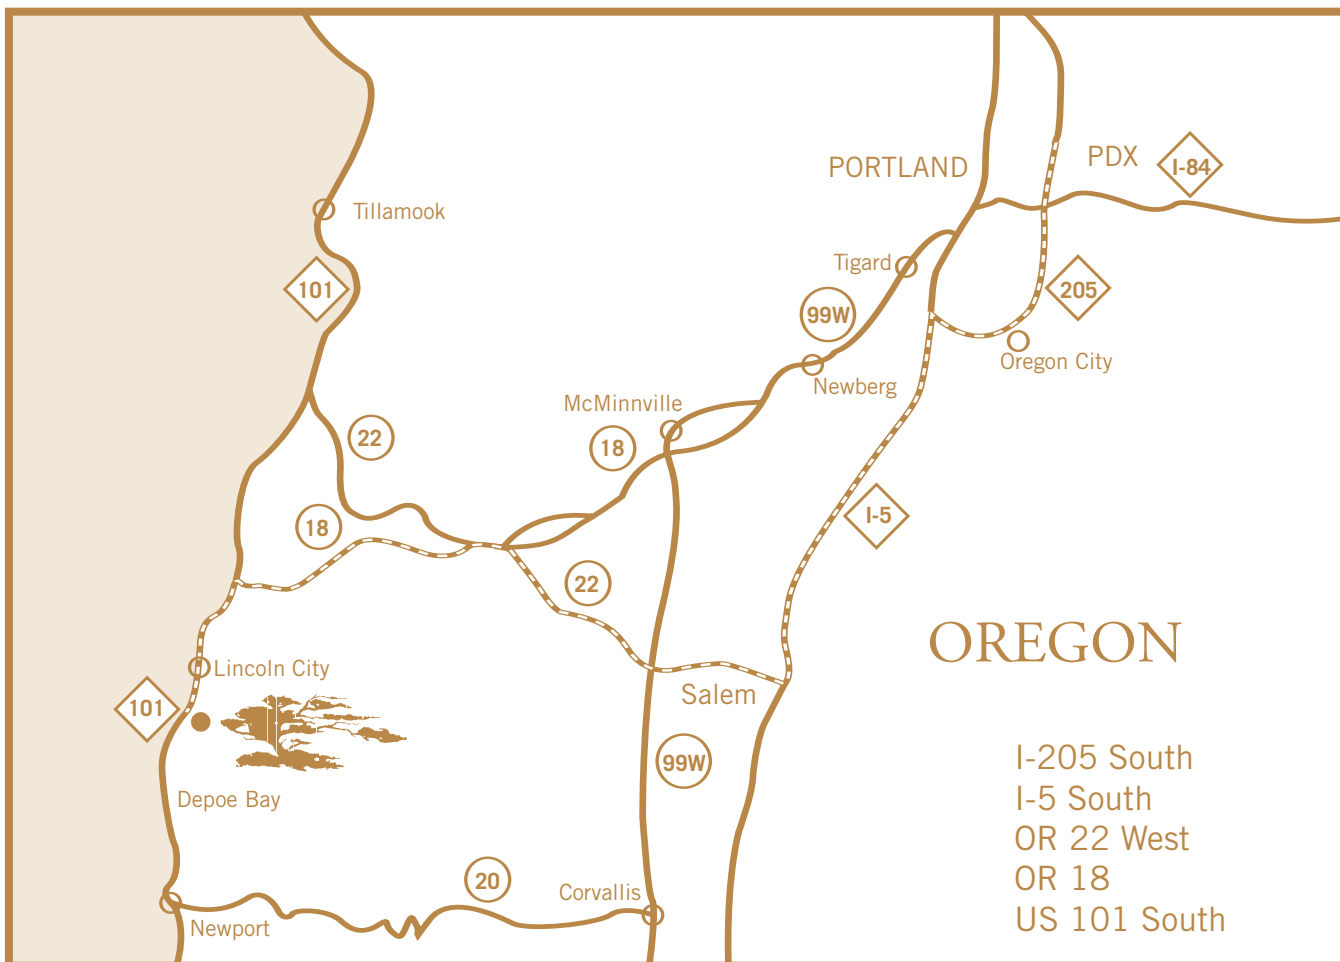 PORTLAND
PDX
I-84
Tillamook
Tigard
101
205
99W
Oregon City
Newberg
McMinnville
22
18
18
I-5
22
OREGON
Lincoln City
Salem
101
99W
I-205 South
Depoe Bay
I-5 South
OR 22 West
OR 18
US 101 South
20
Corvallis
Newport